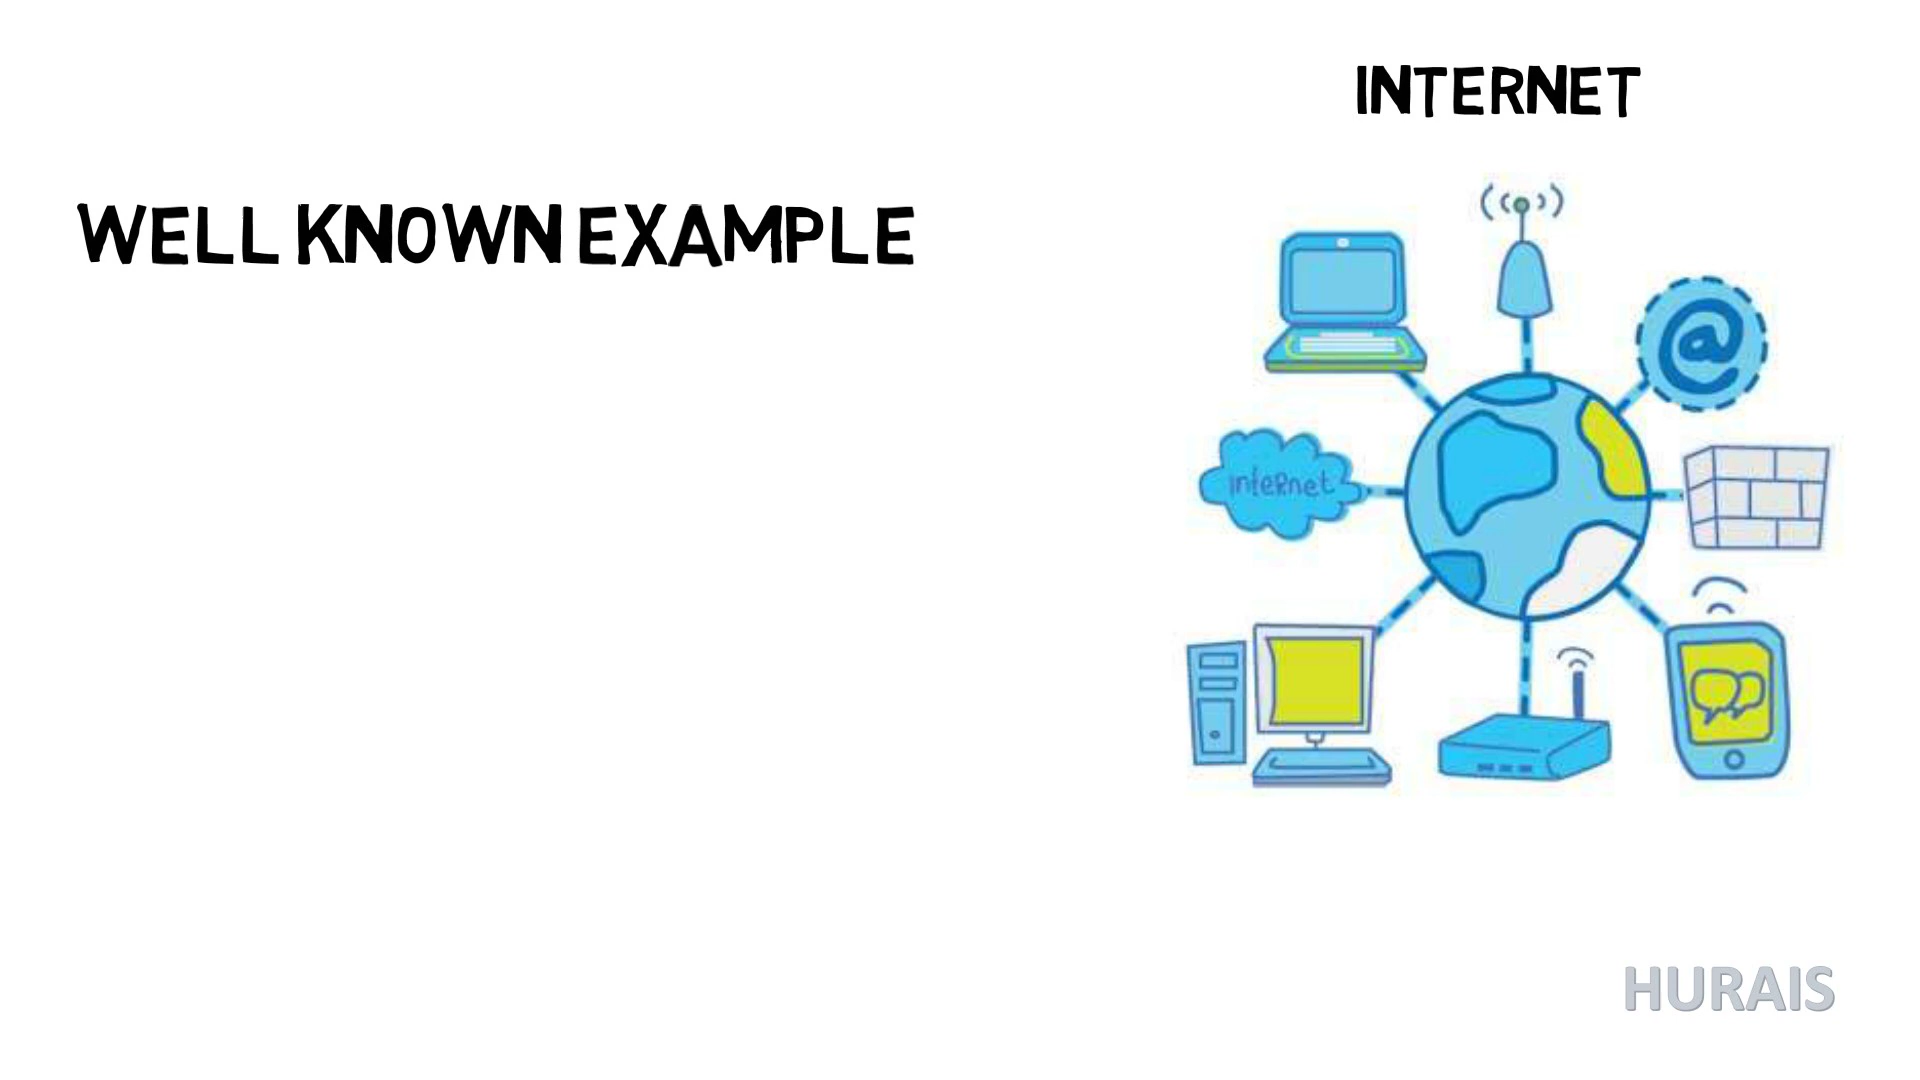 INTERNET
WELL KNOWN EXAMPLE
@
inteRnet
HURAIS